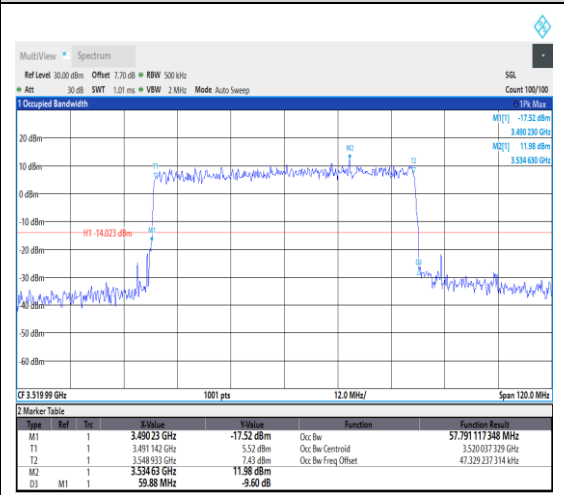 MultiView Spectrum
Ref Level 30.00 dBm Offset 7.70 dB RBW 500 kHz SGL
Att 30 dB SWT 1.01 ms VBW 2 MHz Mode Auto Sweep Count 100/100
1 Occupied Bandwidth 1Pk Max
M1[1] -17.52 dBm
3.490 230 GHz
M2[1] 11.98 dBm
3.534 630 GHz
20 dBm
M2
T1
T2
10 dBm
0 dBm
-10 dBm
H1 -14.023 dBm
M1
-20 dBm
D3
-30 dBm
-40 dBm
-50 dBm
-60 dBm
CF 3.519 99 GHz 1001 pts 12.0 MHz/ Span 120.0 MHz
2 Marker Table
Type Ref Trc X-Value Y-Value Function Function Result
M1 1 3.490 23 GHz -17.52 dBm Occ Bw 57.791 117 348 MHz
T1 1 3.491 142 GHz 5.52 dBm Occ Bw Centroid 3.520 037 329 GHz
T2 1 3.548 933 GHz 7.43 dBm Occ Bw Freq Offset 47.329 237 314 kHz
M2 1 3.534 63 GHz 11.98 dBm
D3 M1 1 59.88 MHz -9.60 dB